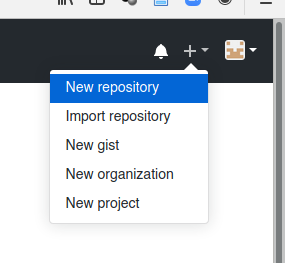 New repository
Import repository
New gist
New organization
New project